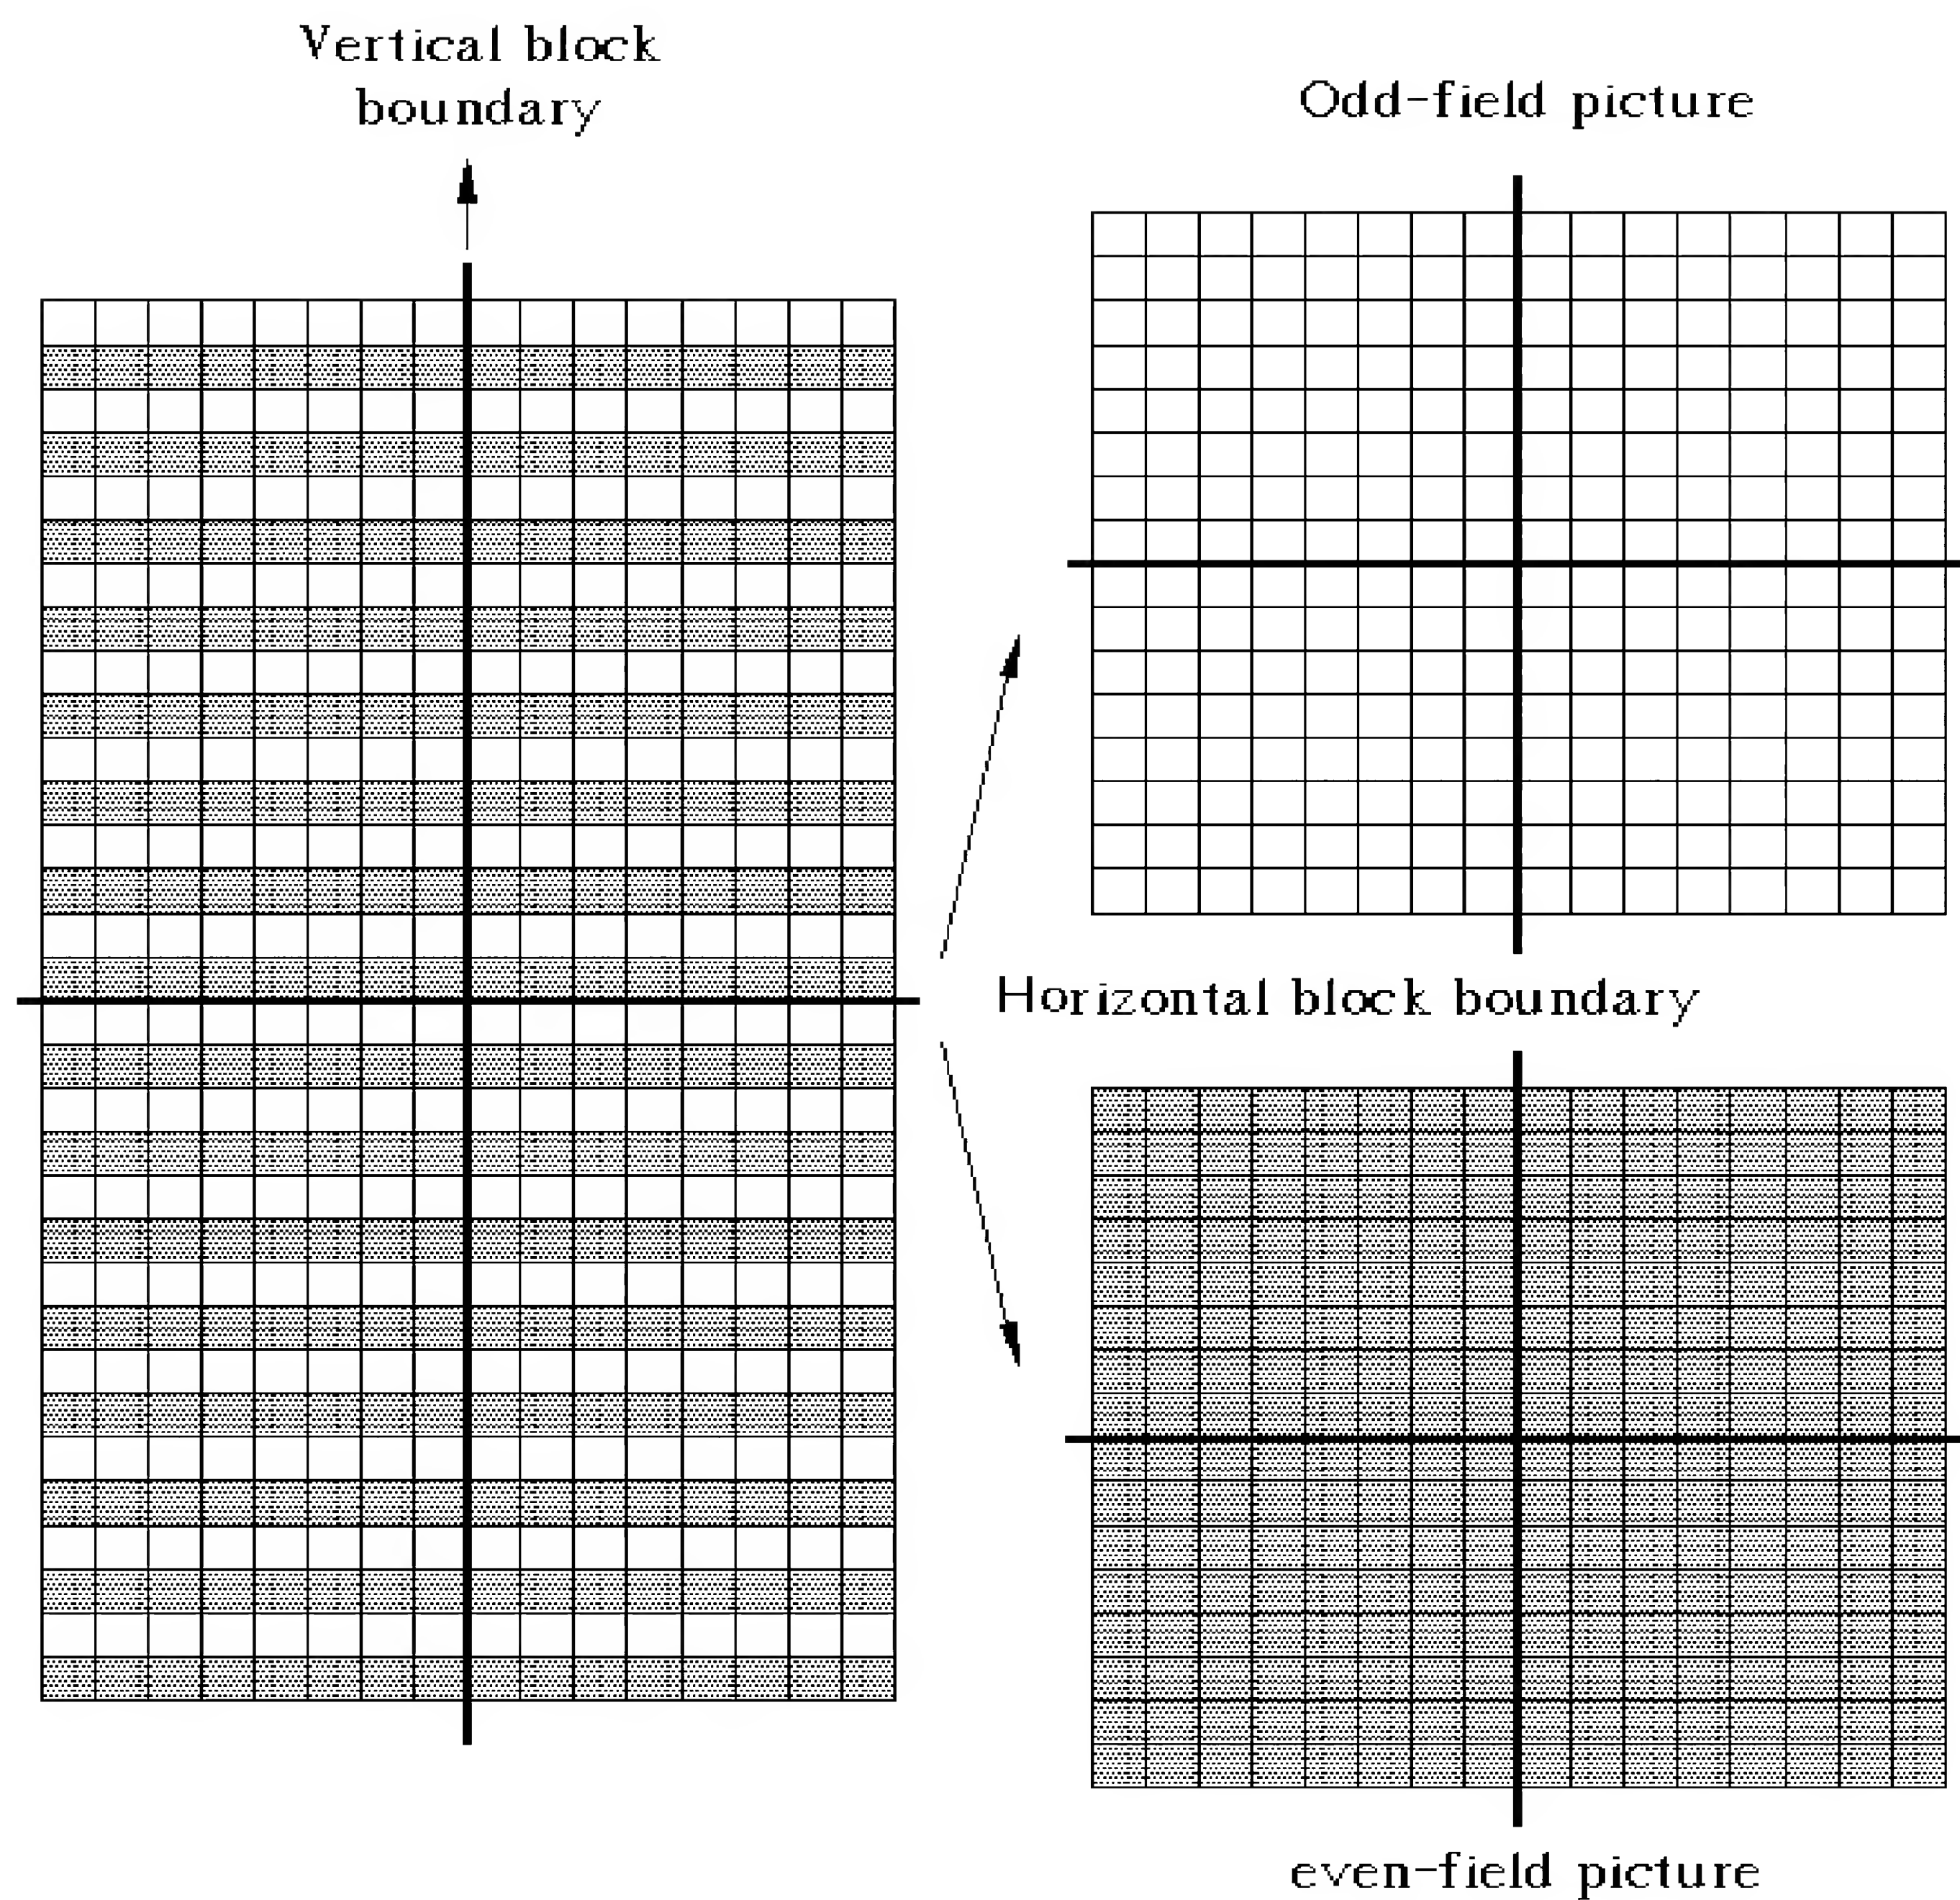 Vertical block
boundary
Odd-field picture
Horizontal block boundary
even-field picture